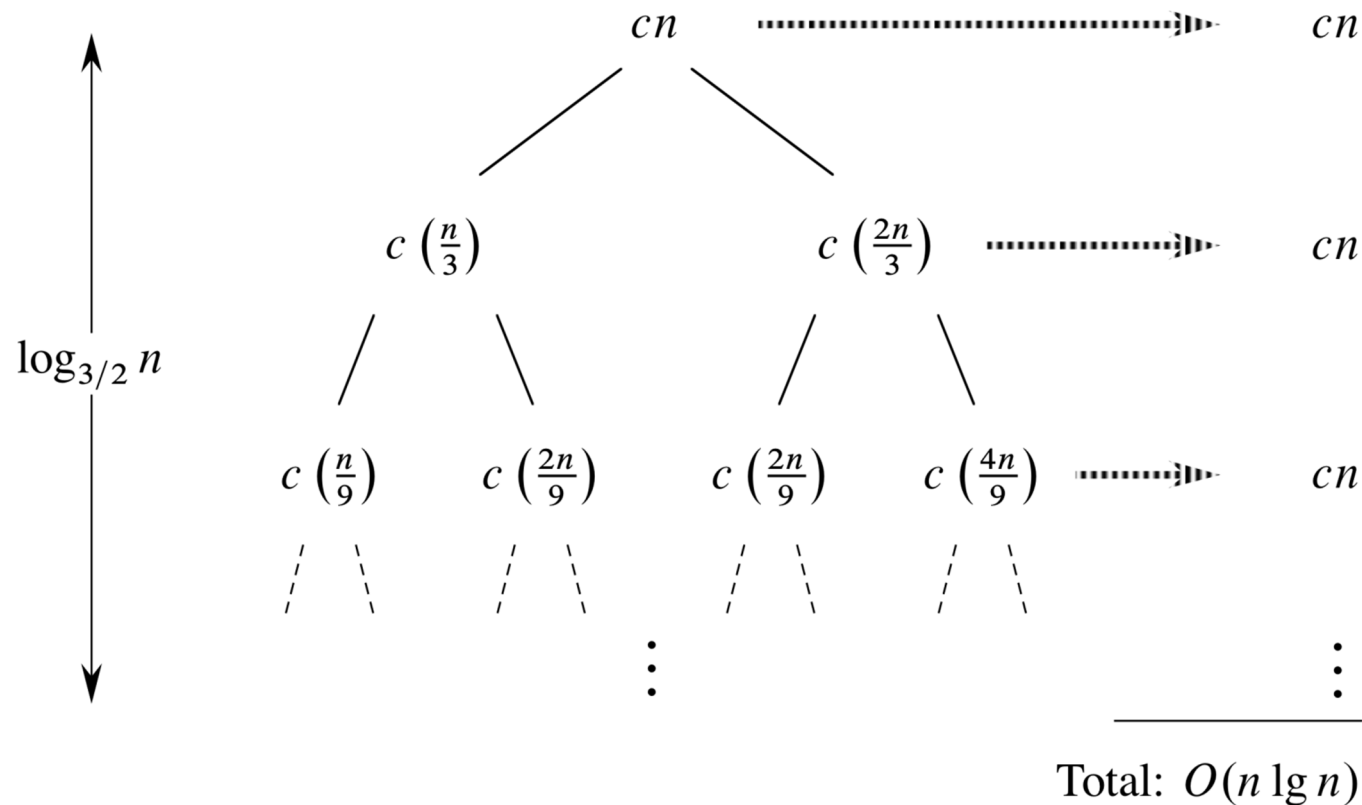 cn cn
c (n/3) c (2n/3) cn
log_{3/2} n
c (n/9) c (2n/9) c (2n/9) c (4n/9) cn
Total: O(n lg n)